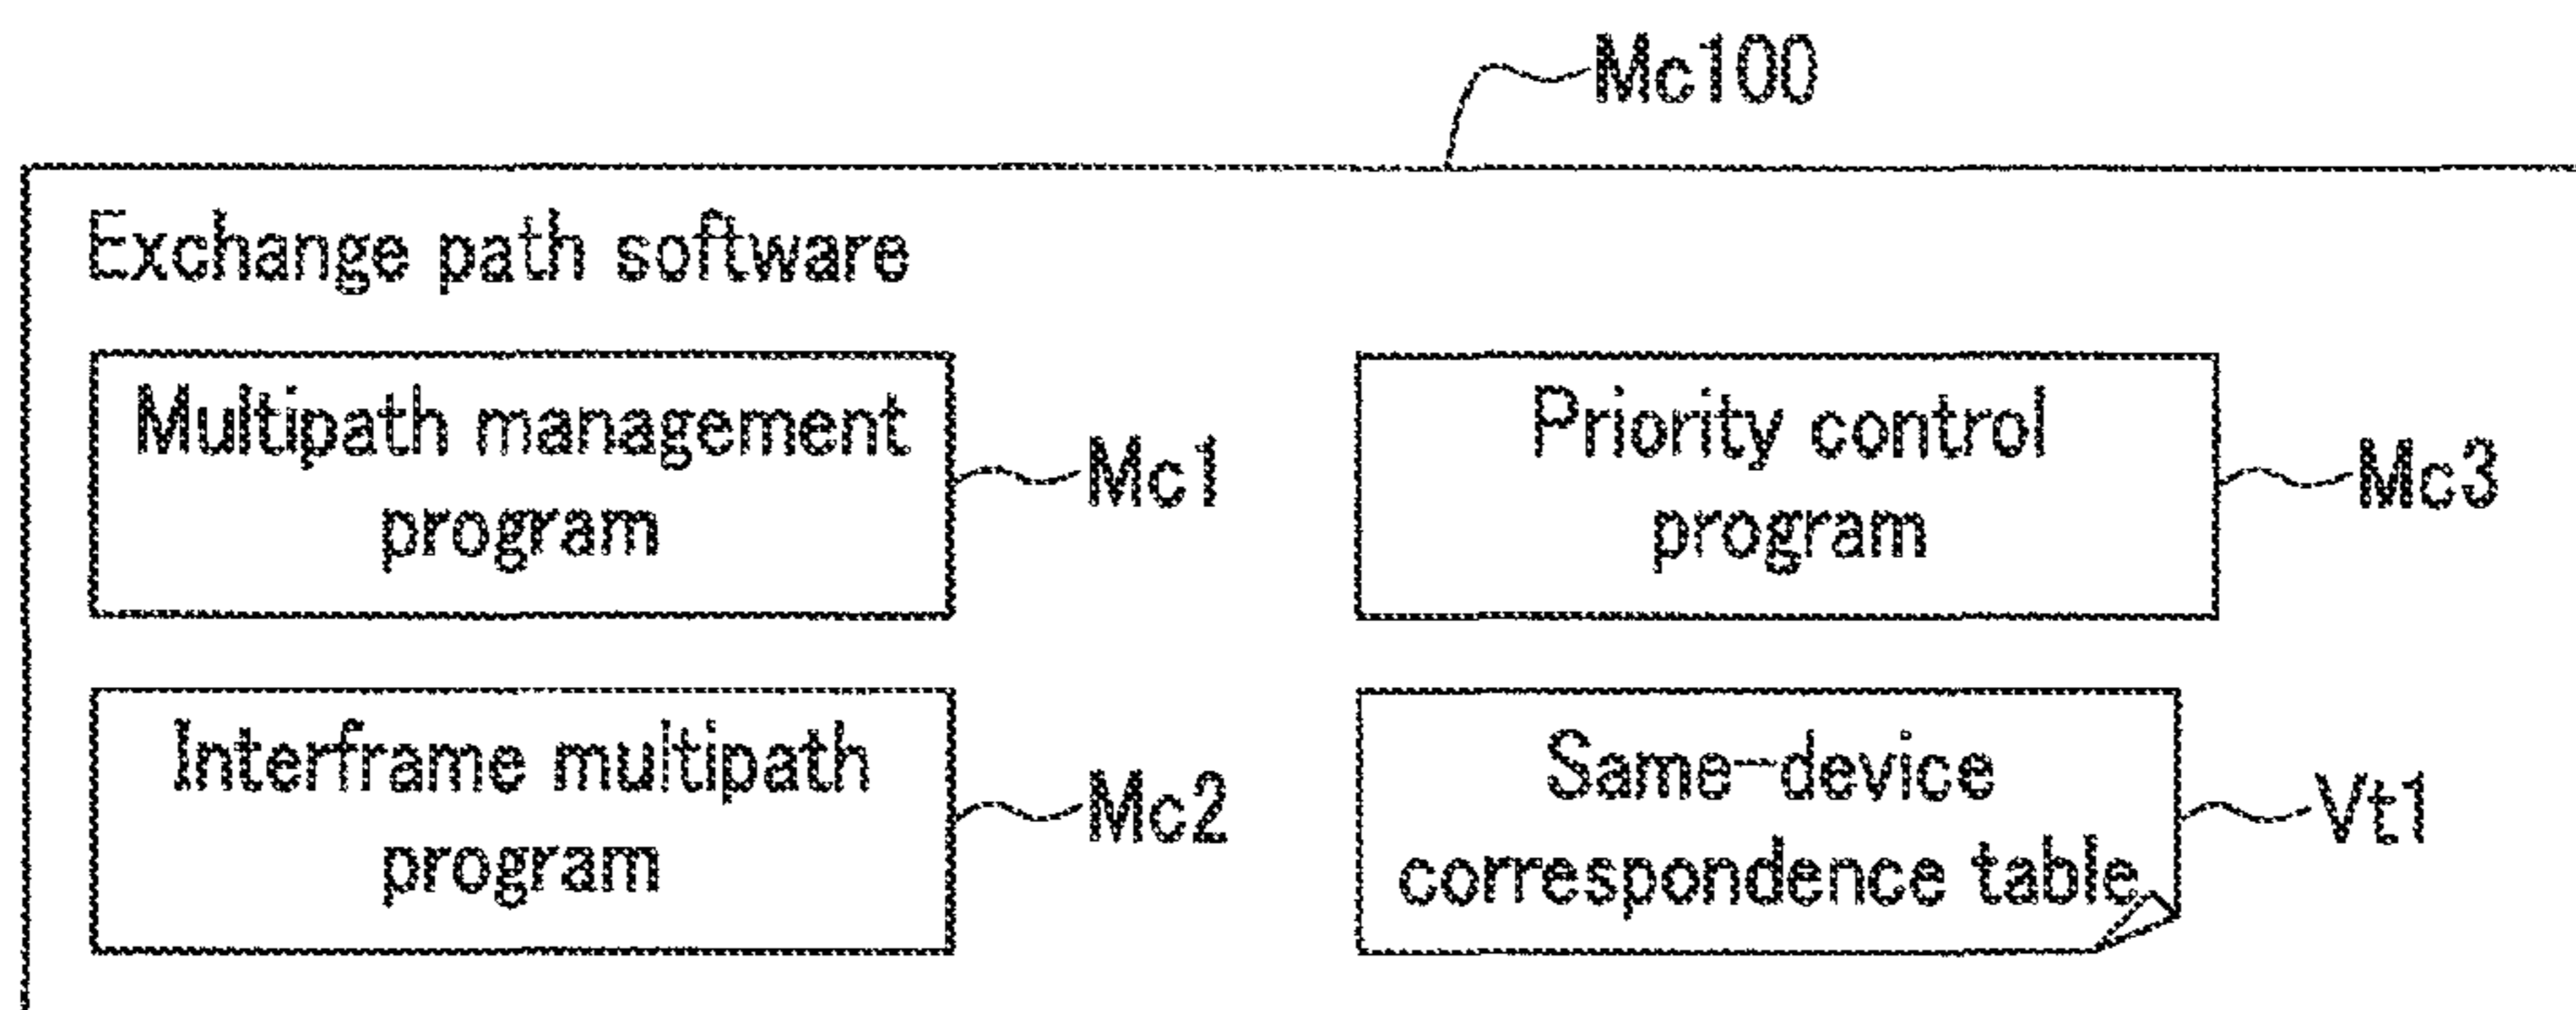 Mc100
Exchange path software
Multipath management
program
Mc1
Priority control
program
Mc3
Interframe multipath
program
Mc2
Same-device
correspondence table
Vt1